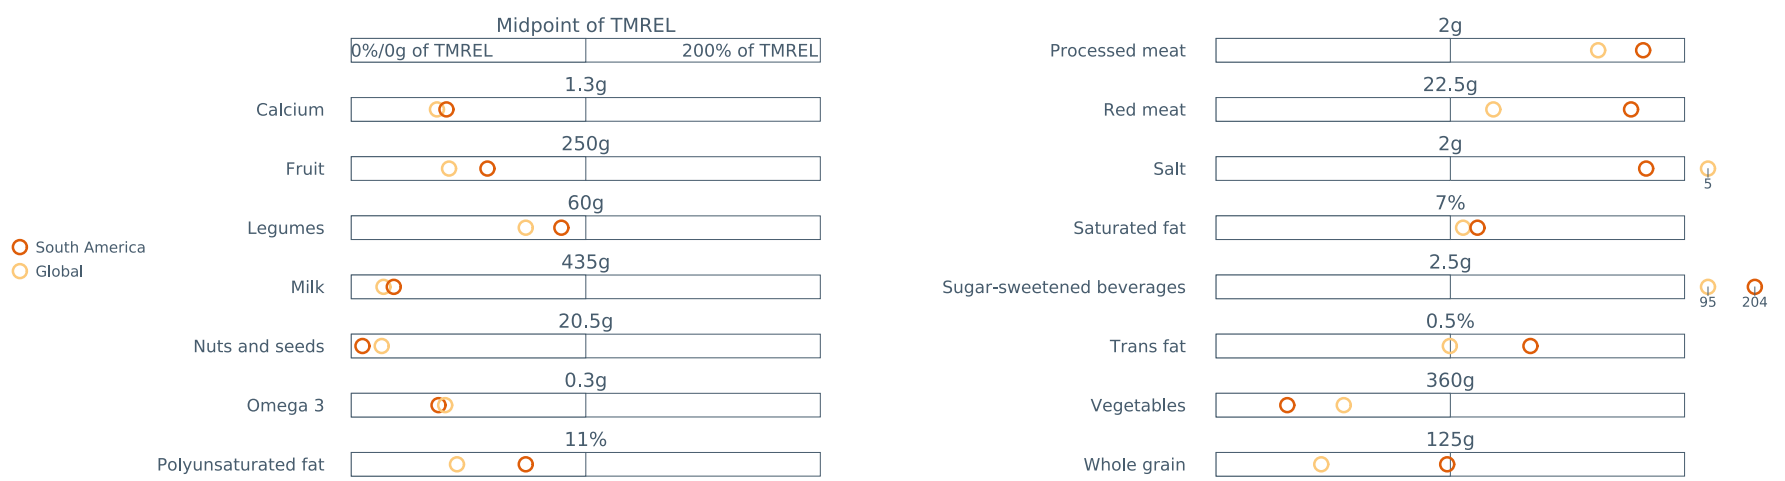 Midpoint of TMREL
0%/0g of TMREL 200% of TMREL
1.3g
Calcium
250g
Fruit
60g
Legumes
435g
Milk
20.5g
Nuts and seeds
0.3g
Omega 3
11%
Polyunsaturated fat
South America
Global
2g
Processed meat
22.5g
Red meat
2g
Salt
5
7%
Saturated fat
2.5g
Sugar-sweetened beverages
95 204
0.5%
Trans fat
360g
Vegetables
125g
Whole grain